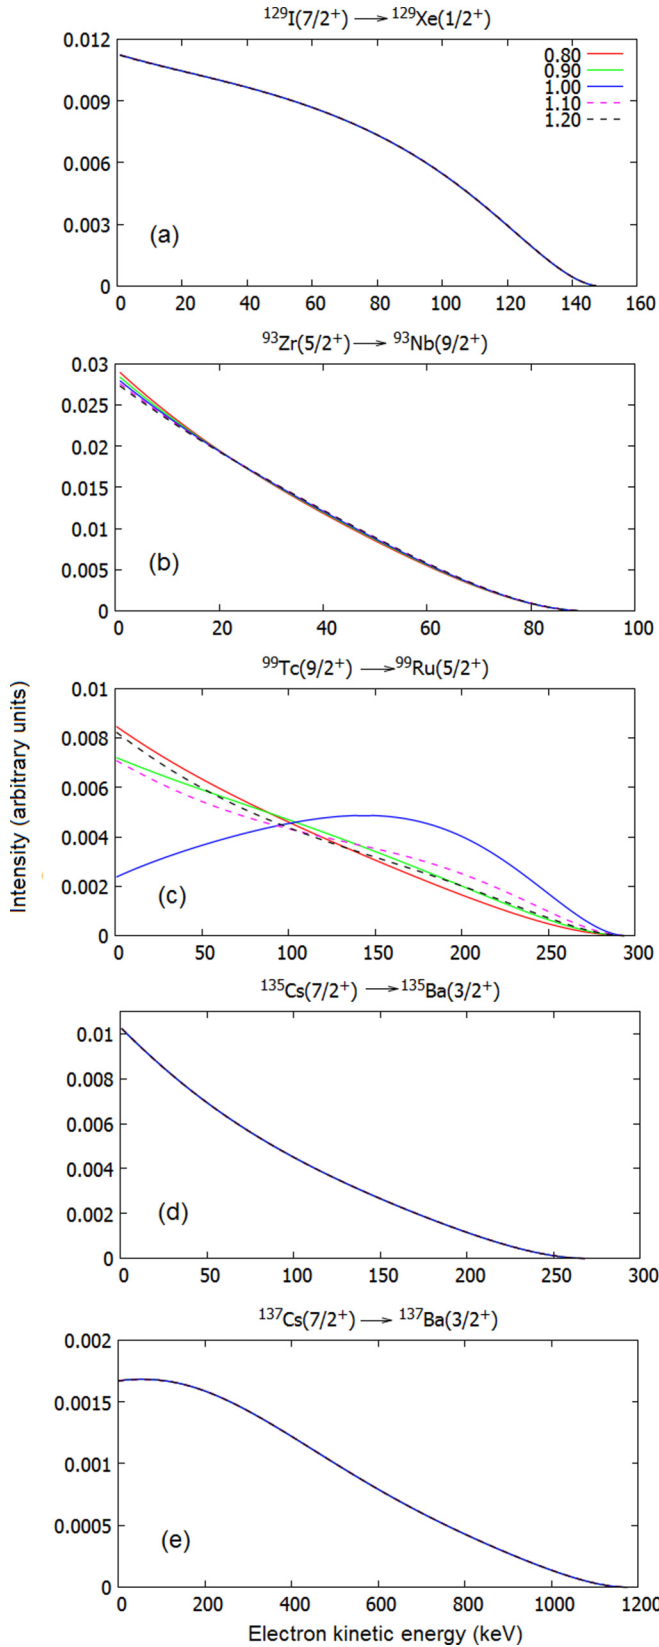 ¹²⁹I(7/2⁺) → ¹²⁹Xe(1/2⁺)
0.012
0.009
0.006
0.003
0
0.80
0.90
1.00
1.10
1.20
(a)
0 20 40 60 80 100 120 140 160
⁹³Zr(5/2⁺) → ⁹³Nb(9/2⁺)
0.03
0.025
0.02
0.015
0.01
0.005
0
(b)
0 20 40 60 80 100
⁹⁹Tc(9/2⁺) → ⁹⁹Ru(5/2⁺)
Intensity (arbitrary units)
0.01
0.008
0.006
0.004
0.002
0
(c)
0 50 100 150 200 250 300
¹³⁵Cs(7/2⁺) → ¹³⁵Ba(3/2⁺)
0.01
0.008
0.006
0.004
0.002
0
(d)
0 50 100 150 200 250 300
¹³⁷Cs(7/2⁺) → ¹³⁷Ba(3/2⁺)
0.002
0.0015
0.001
0.0005
0
(e)
0 200 400 600 800 1000 1200
Electron kinetic energy (keV)